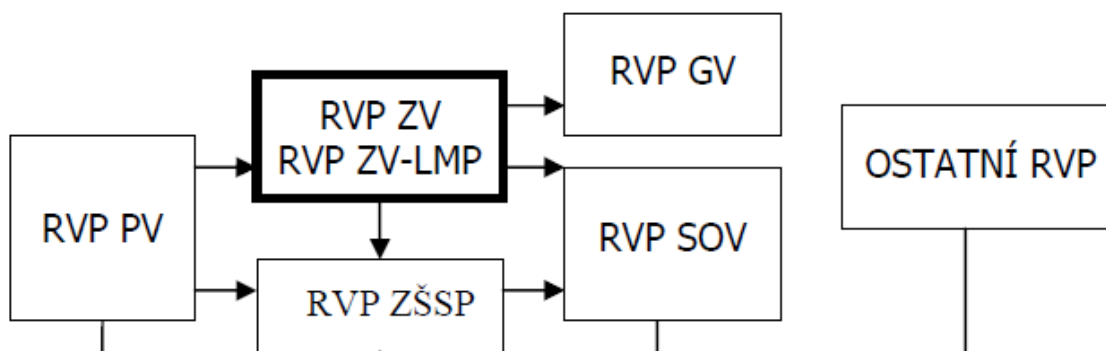 RVP GV
RVP ZV
RVP ZV-LMP
OSTATNÍ RVP
RVP PV
RVP SOV
RVP ZŠSP